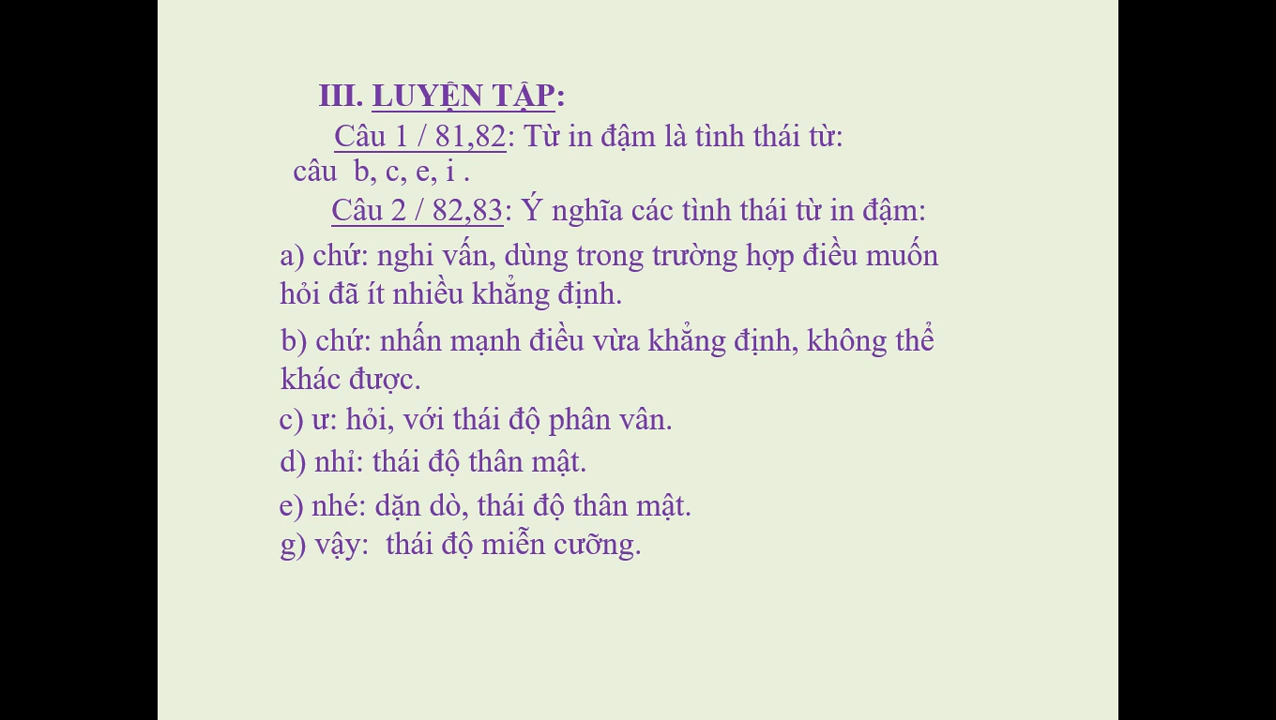 III. LUYỆN TẬP:
Câu 1 / 81,82: Từ in đậm là tình thái từ:
câu b, c, e, i .
Câu 2 / 82,83: Ý nghĩa các tình thái từ in đậm:
a) chứ: nghi vấn, dùng trong trường hợp điều muốn
hỏi đã ít nhiều khẳng định.
b) chứ: nhấn mạnh điều vừa khẳng định, không thể
khác được.
c) ư: hỏi, với thái độ phân vân.
d) nhỉ: thái độ thân mật.
e) nhé: dặn dò, thái độ thân mật.
g) vậy: thái độ miễn cưỡng.